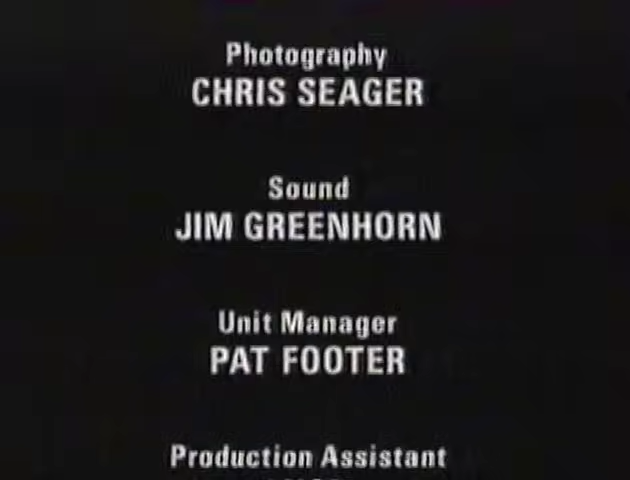 Photography
CHRIS SEAGER
Sound
JIM GREENHORN
Unit Manager
PAT FOOTER
Production Assistant